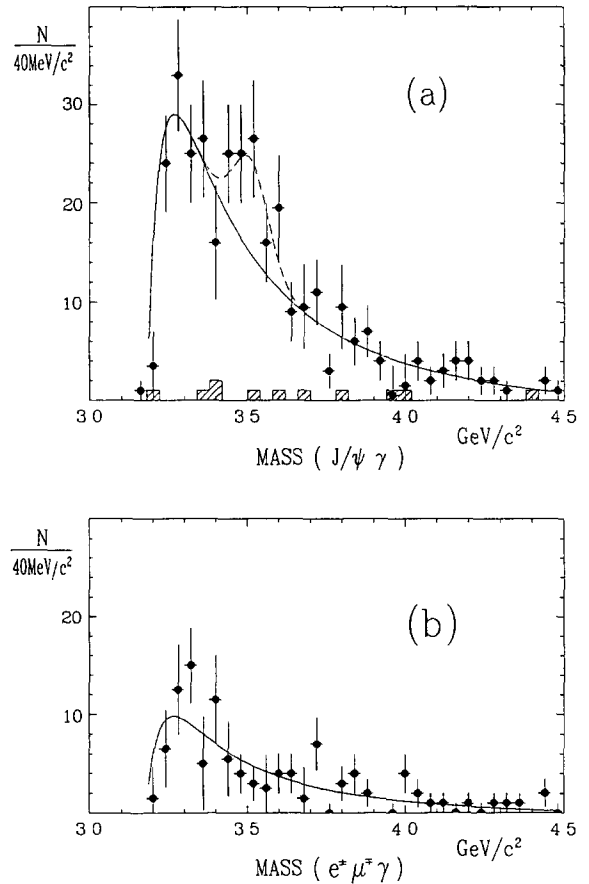 N
40MeV/c²
30
20
10
(a)
3.0 3.5 4.0 4.5
GeV/c²
MASS ( J/ψ γ )
N
40MeV/c²
20
10
(b)
3.0 3.5 4.0 4.5
GeV/c²
MASS ( e± μ∓ γ )